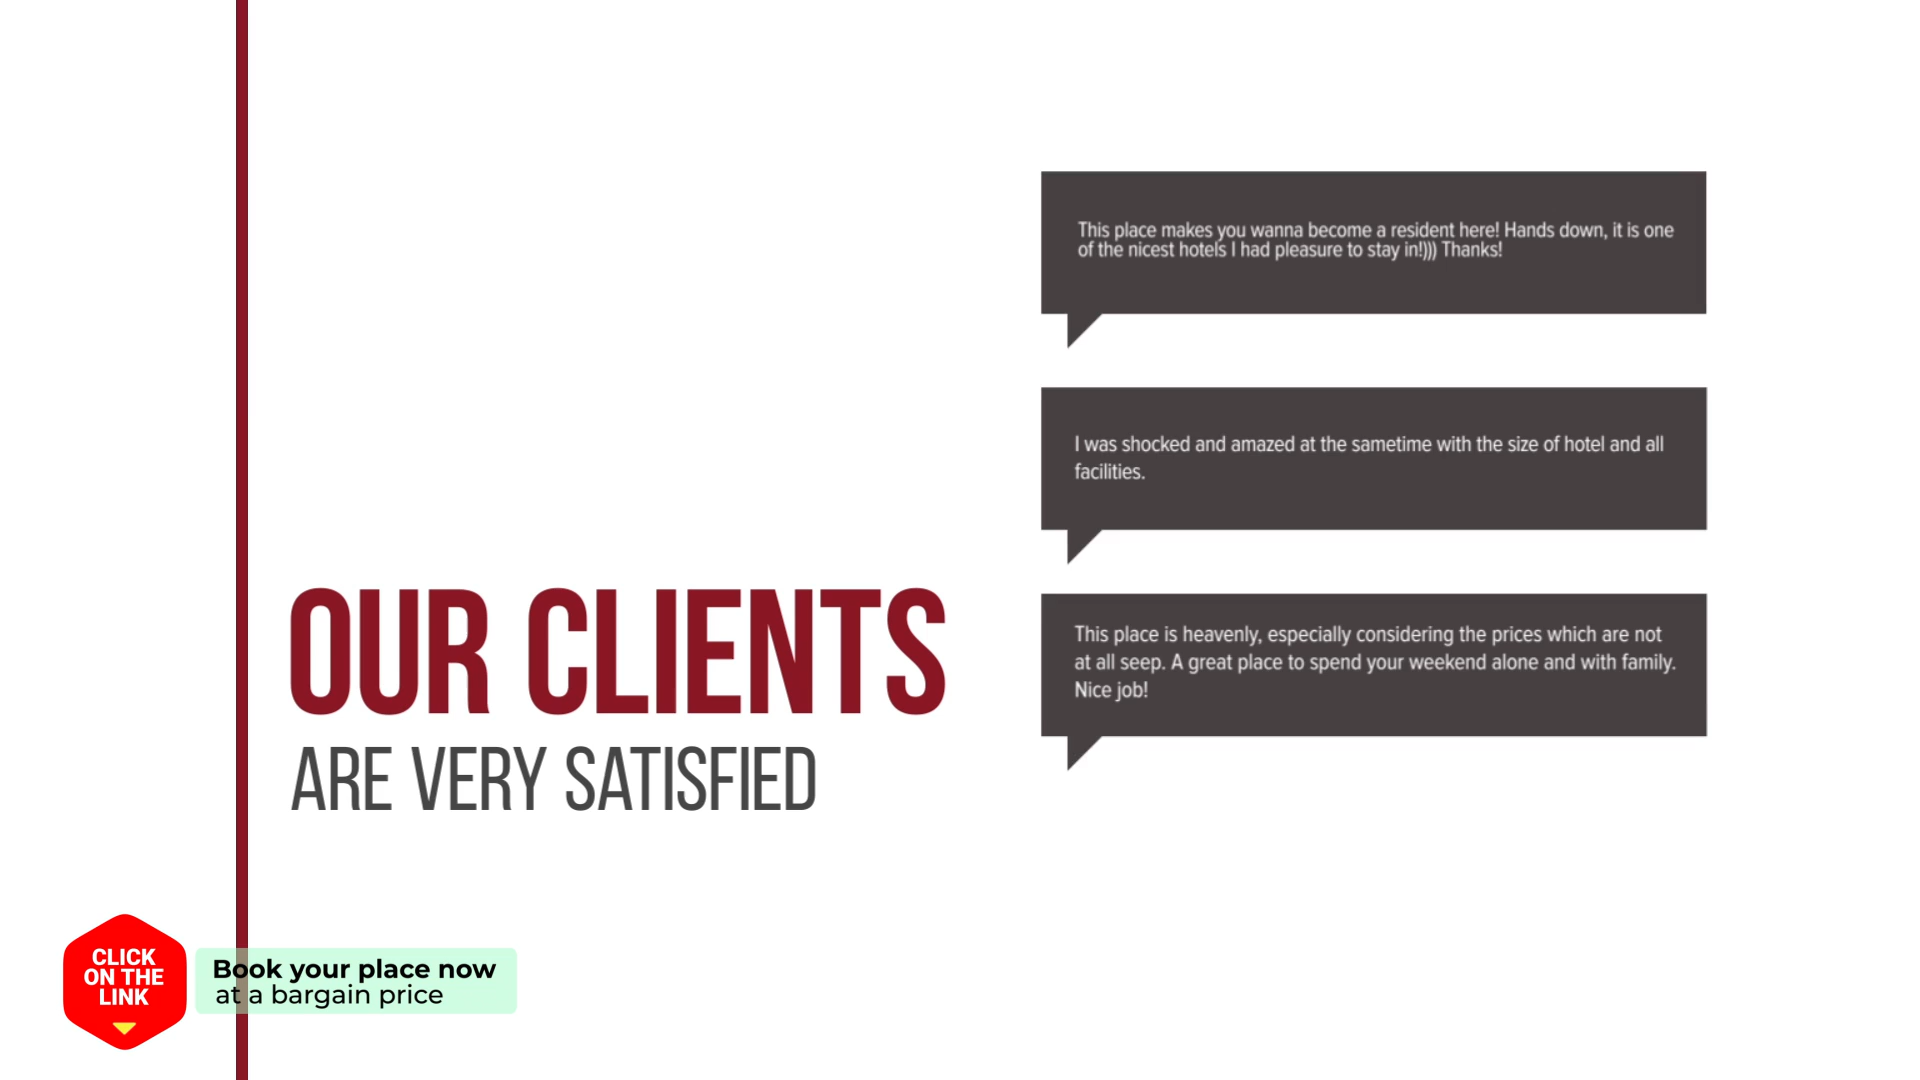 This place makes you wanna become a resident here! Hands down, it is one
of the nicest hotels I had pleasure to stay in!))) Thanks!
I was shocked and amazed at the sametime with the size of hotel and all
facilities.
This place is heavenly, especially considering the prices which are not
at all seep. A great place to spend your weekend alone and with family.
Nice job!
OUR CLIENTS
ARE VERY SATISFIED
CLICK
ON THE
LINK
Book your place now
at a bargain price